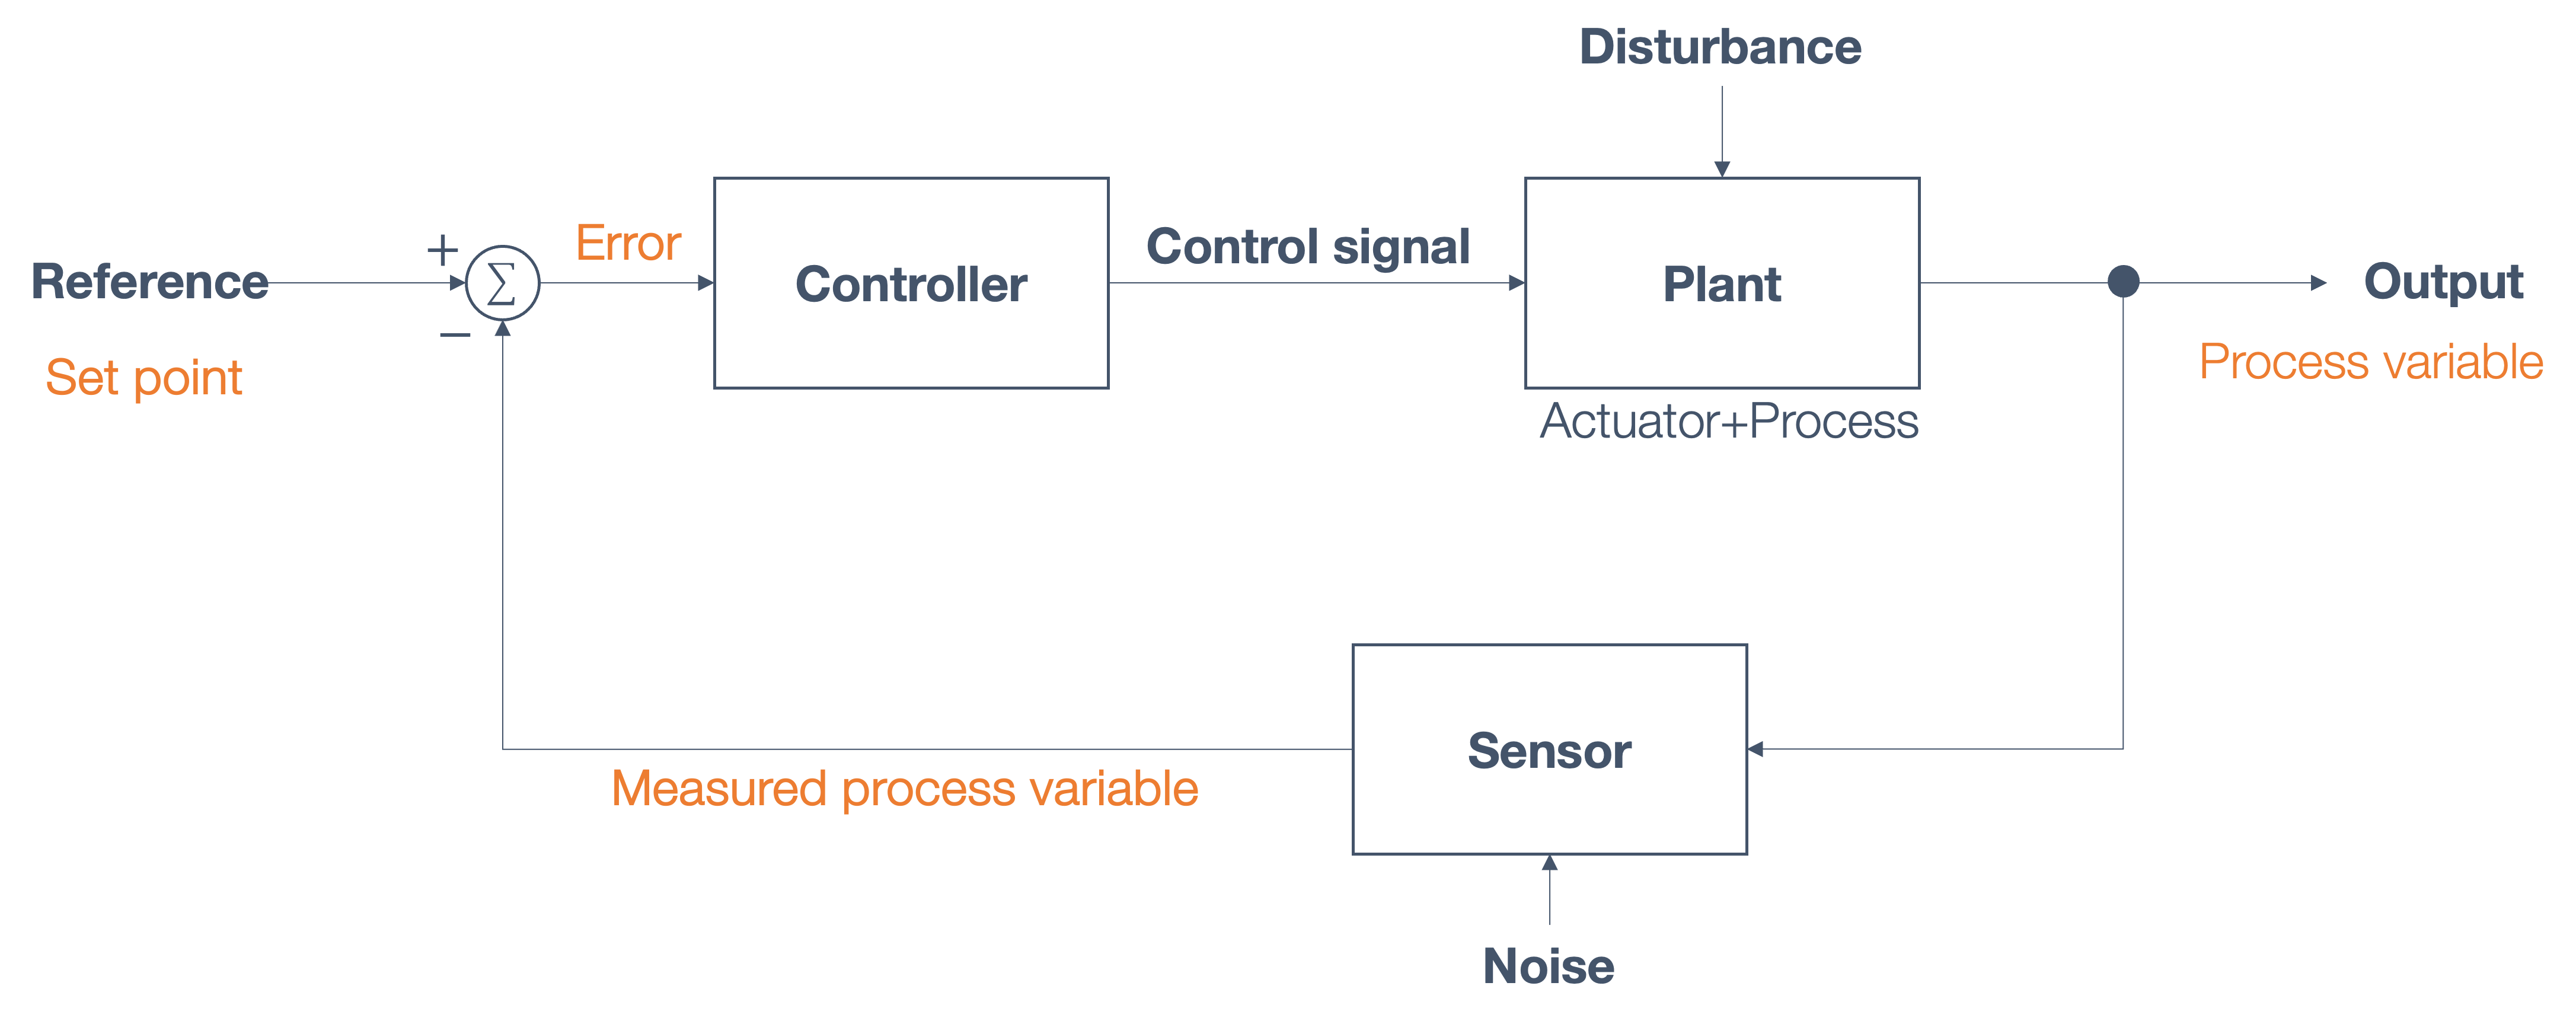 Disturbance
+
Error
Control signal
Reference
Σ
Controller
Plant
Output
−
Set point
Process variable
Actuator+Process
Sensor
Measured process variable
Noise